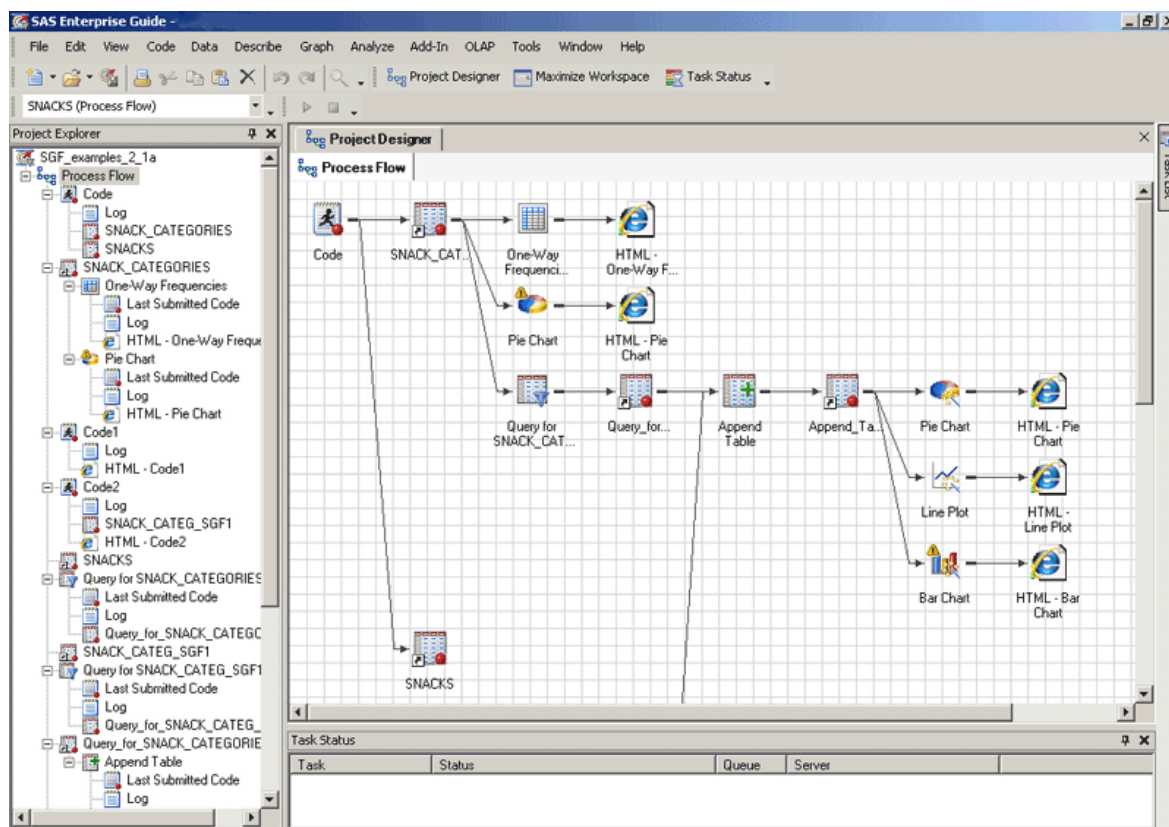 SAS Enterprise Guide -
File Edit View Code Data Describe Graph Analyze Add-In OLAP Tools Window Help
Project Designer Maximize Workspace Task Status
SNACKS (Process Flow)
Project Explorer
SGF_examples_2_1a
Process Flow
Code
Log
SNACK_CATEGORIES
SNACKS
SNACK_CATEGORIES
One-Way Frequencies
Last Submitted Code
Log
HTML - One-Way Freque
Pie Chart
Last Submitted Code
Log
HTML - Pie Chart
Code1
Log
HTML - Code1
Code2
Log
SNACK_CATEG_SGF1
HTML - Code2
SNACKS
Query for SNACK_CATEGORIES
Last Submitted Code
Log
Query_for_SNACK_CATEGC
SNACK_CATEG_SGF1
Query for SNACK_CATEG_SGF1
Last Submitted Code
Log
Query_for_SNACK_CATEG_
Query_for_SNACK_CATEGORIE
Append Table
Last Submitted Code
Log
Project Designer
Process Flow
Code
SNACK_CAT...
One-Way
Frequenci...
HTML -
One-Way F...
Pie Chart
HTML - Pie
Chart
Query for
SNACK_CAT...
Query_for...
Append
Table
Append_Ta...
Pie Chart
HTML - Pie
Chart
Line Plot
HTML -
Line Plot
Bar Chart
HTML - Bar
Chart
SNACKS
Task Status
Task Status Queue Server